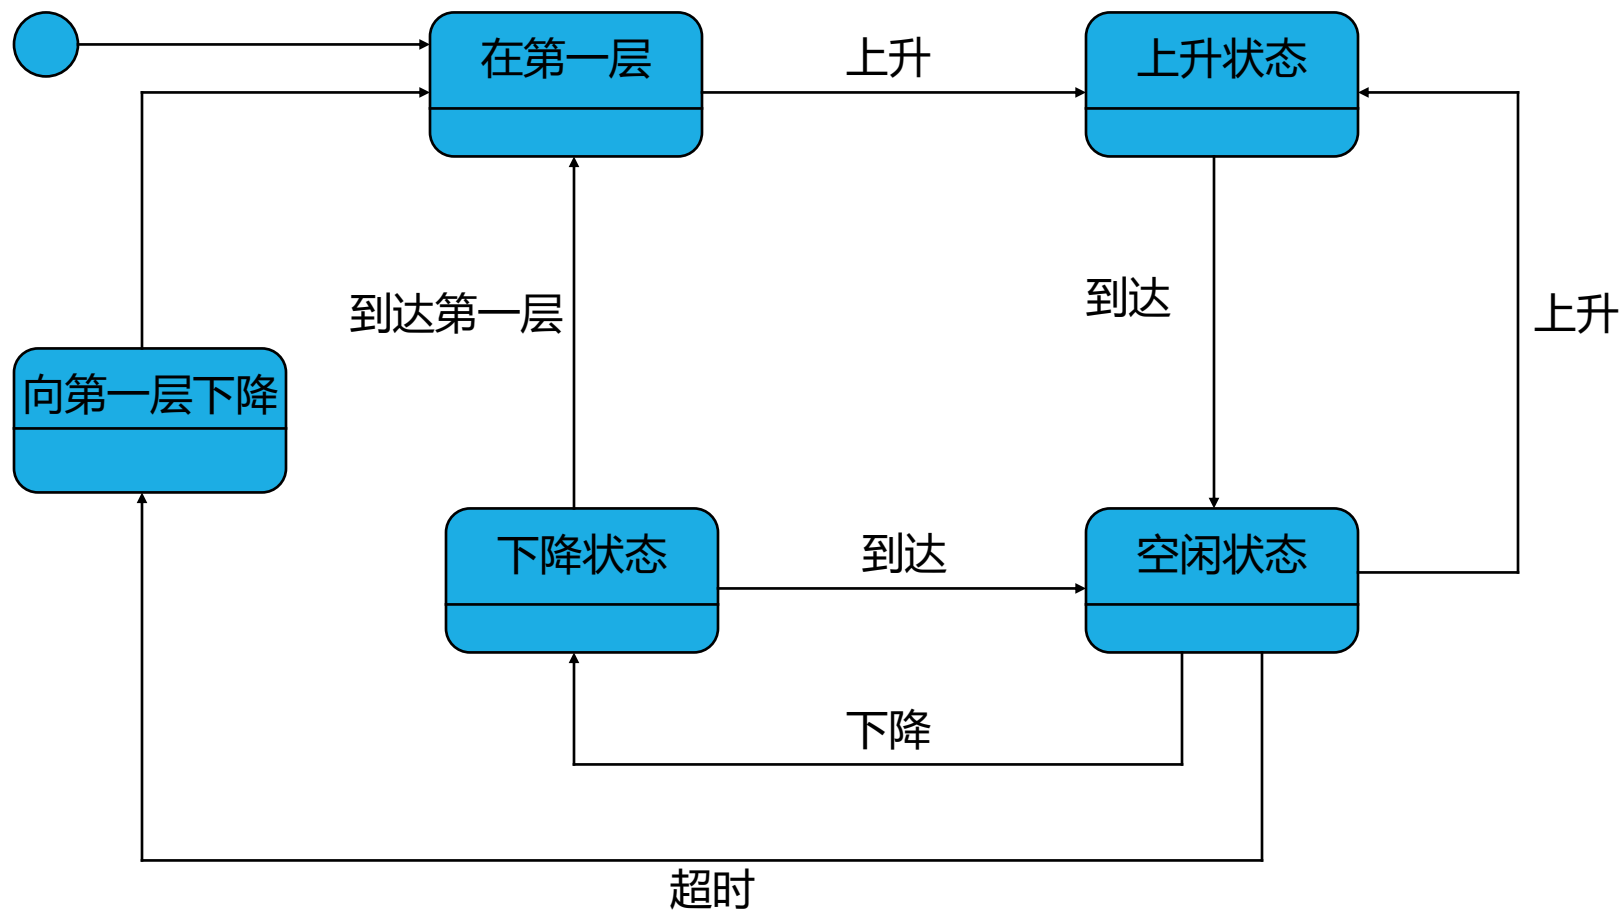 在第一层
上升
上升状态
到达第一层
到达
上升
向第一层下降
下降状态
到达
空闲状态
下降
超时